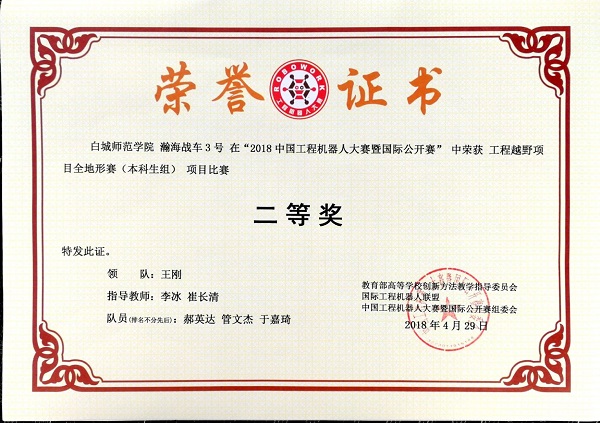 荣誉 ROBOWORK 工程机器人大赛 证书
白城师范学院 瀚海战车3号 在“2018中国工程机器人大赛暨国际公开赛” 中荣获 工程越野项
目全地形赛（本科生组） 项目比赛
二等奖
特发此证。
领 队：王刚
指导教师：李冰 崔长清
队员(排名不分先后)：郝英达 管文杰 于嘉琦
教育部高等学校创新方法教学指导委员会
国际工程机器人联盟
中国工程机器人大赛暨国际公开赛组委会
2018年4月29日